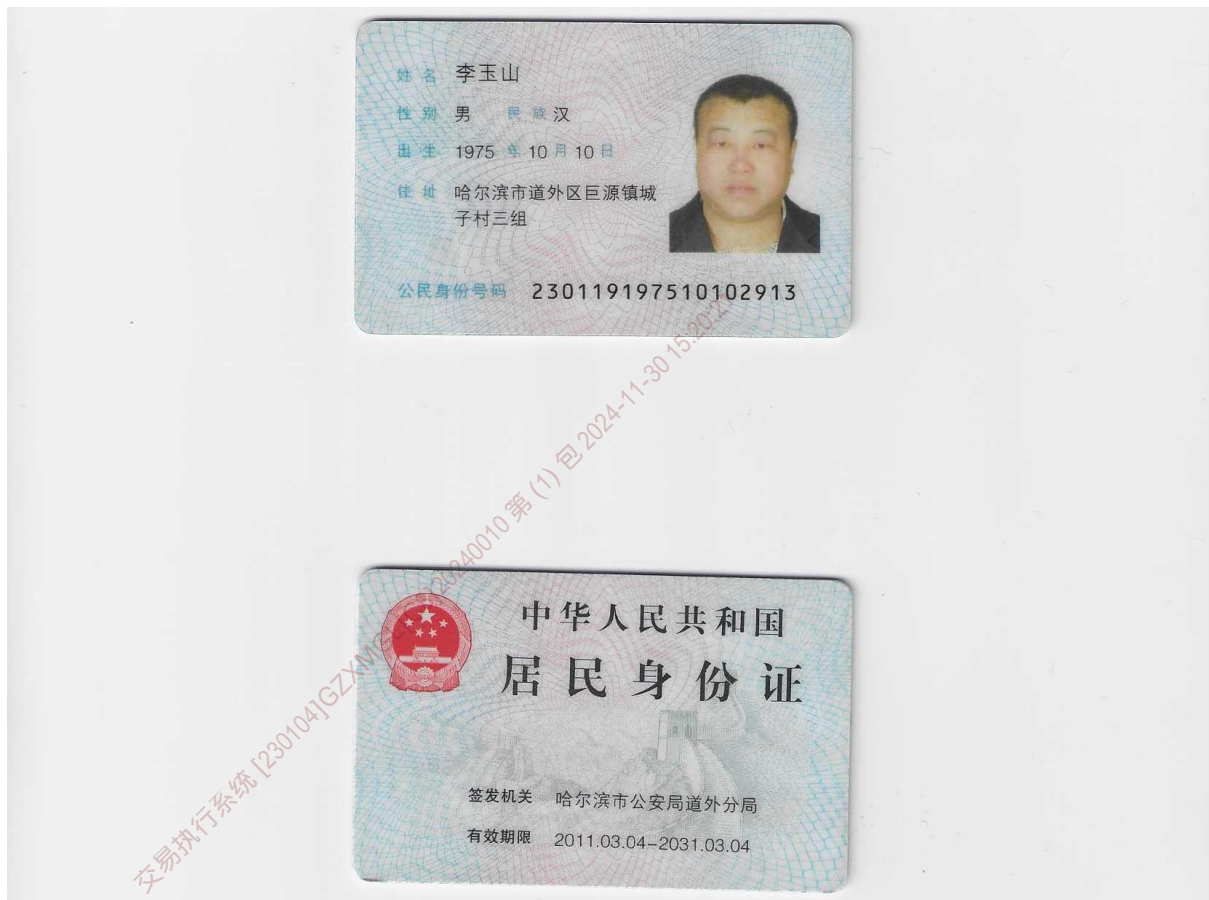 姓名 李玉山
性别 男 民族 汉
出生 1975 年 10 月 10 日
住址 哈尔滨市道外区巨源镇城
子村三组
公民身份号码 230119197510102913
中华人民共和国
居民身份证
签发机关 哈尔滨市公安局道外分局
有效期限 2011.03.04-2031.03.04
交易执行系统 [230104]GZXM 20240010 第 (1) 包 2024-11-30 15:20:2